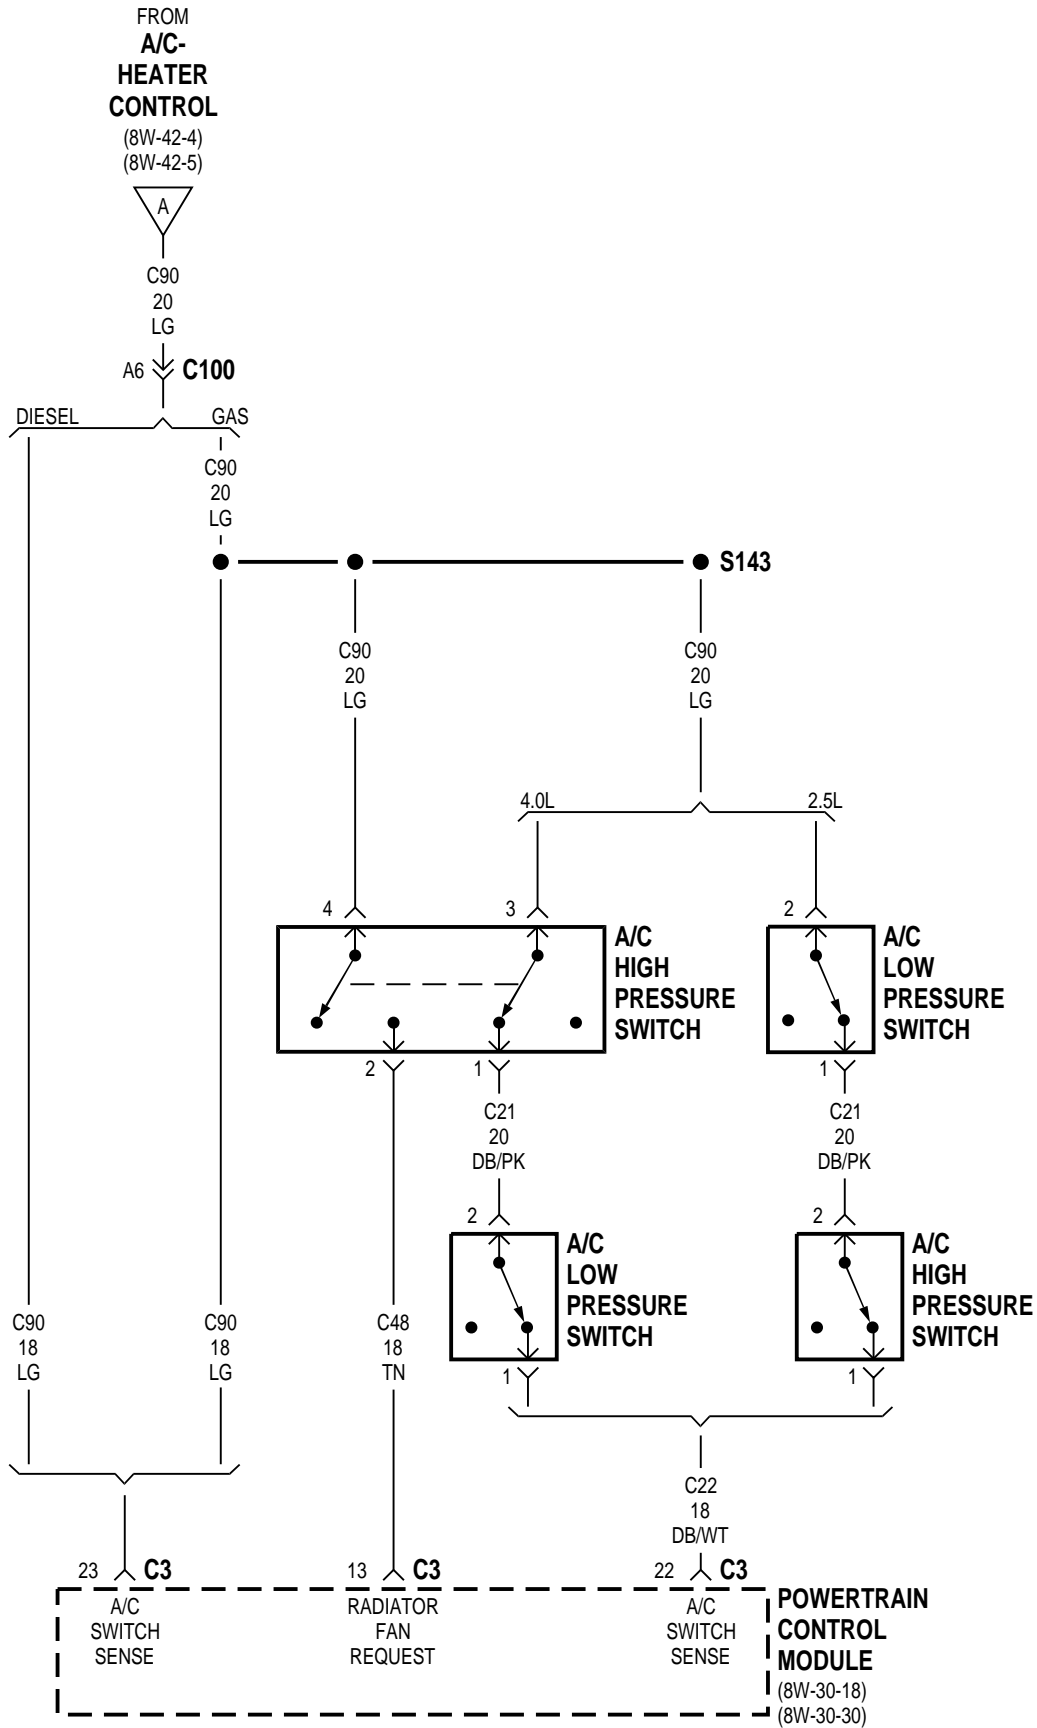 FROM
A/C-
HEATER
CONTROL
(8W-42-4)
(8W-42-5)
A
C90
20
LG
A6 C100
DIESEL GAS
C90
20
LG
S143
C90 C90
20 20
LG LG
4.0L 2.5L
4 3 2
A/C
HIGH
PRESSURE
SWITCH
A/C
LOW
PRESSURE
SWITCH
2 1 1
C21 C21
20 20
DB/PK DB/PK
2 2
A/C
LOW
PRESSURE
SWITCH
A/C
HIGH
PRESSURE
SWITCH
C90 C90 C48
18 18 18
LG LG TN
1 1
C22
18
DB/WT
23 C3 13 C3 22 C3
A/C
SWITCH
SENSE
RADIATOR
FAN
REQUEST
A/C
SWITCH
SENSE
POWERTRAIN
CONTROL
MODULE
(8W-30-18)
(8W-30-30)